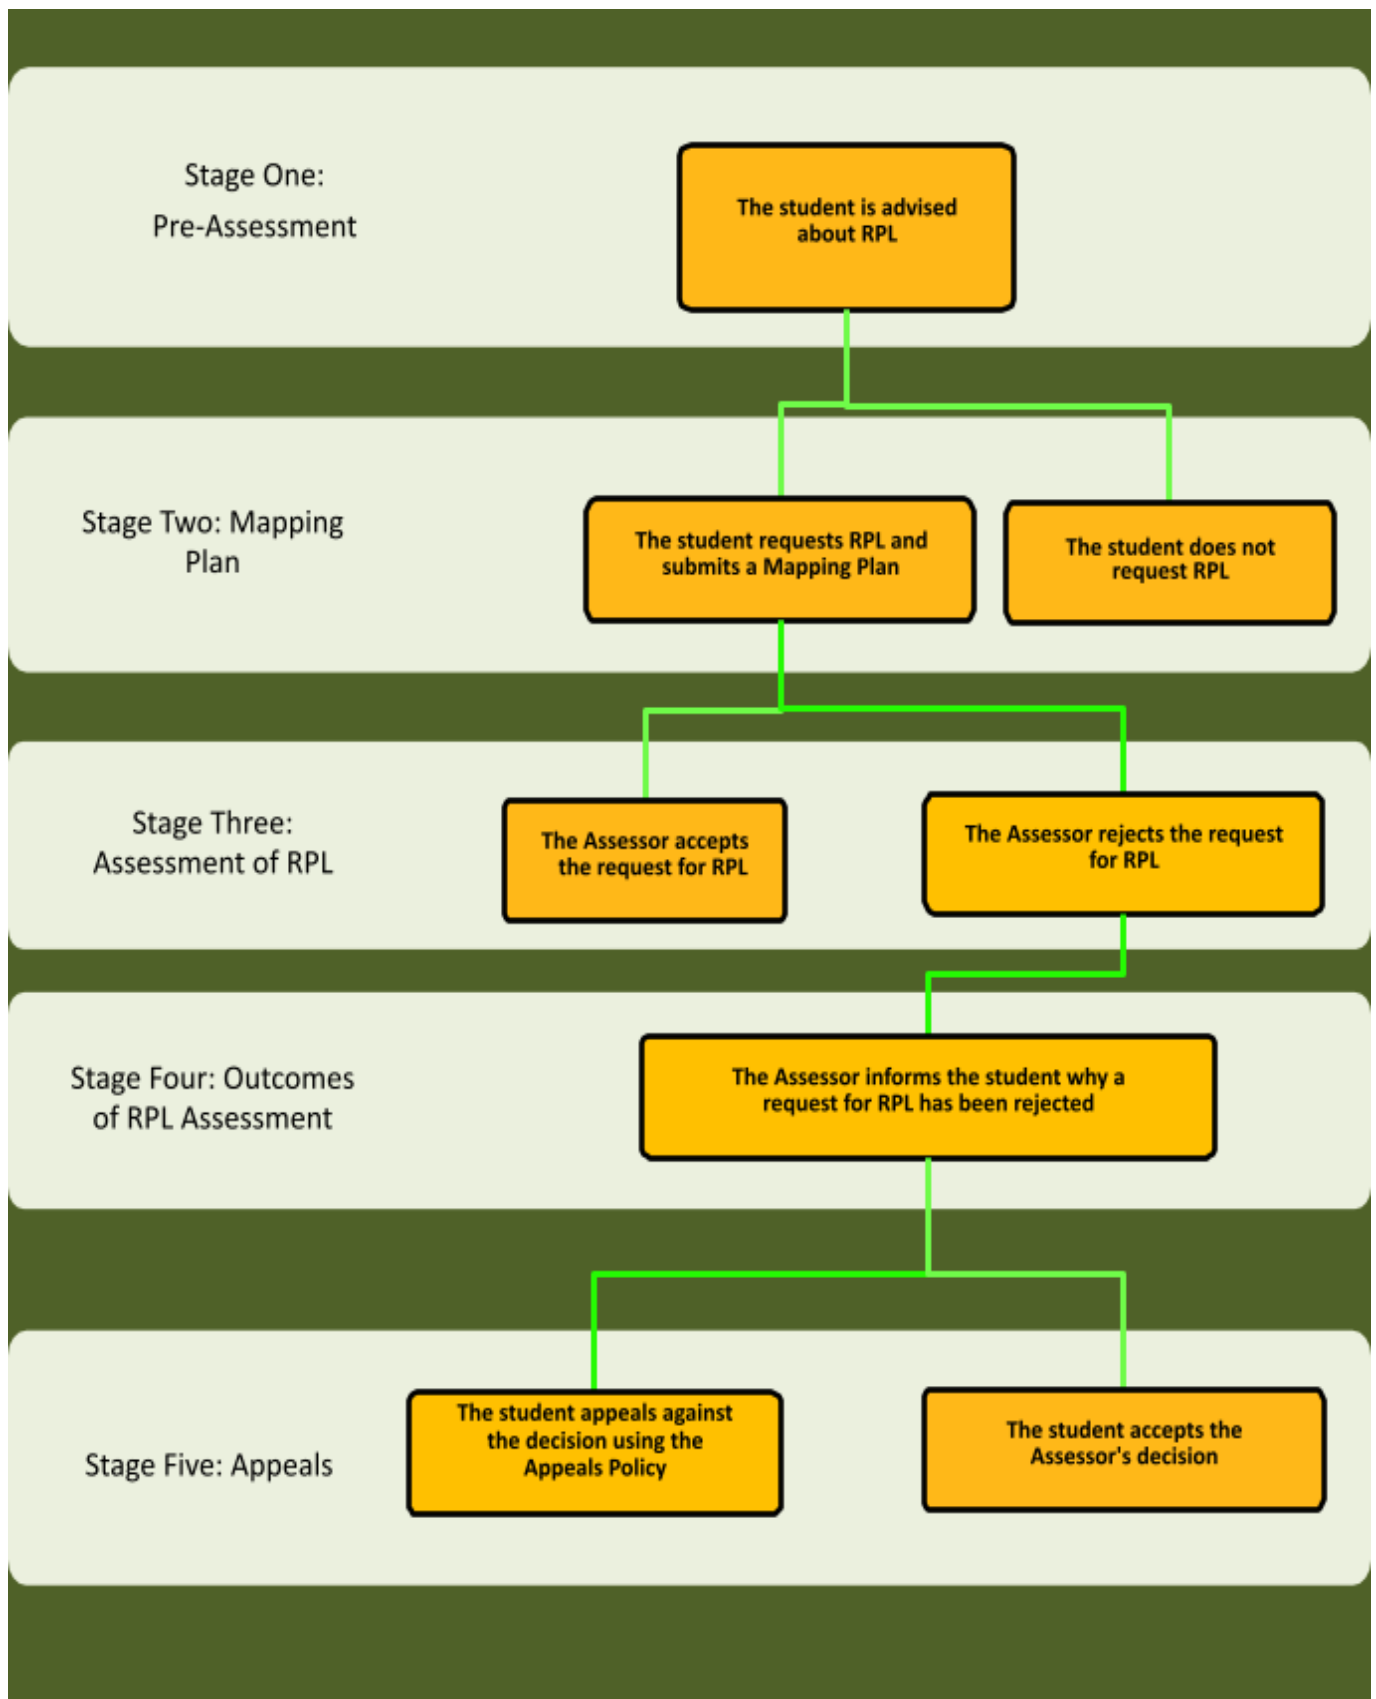 Stage One:
Pre-Assessment
The student is advised
about RPL
Stage Two: Mapping
Plan
The student requests RPL and
submits a Mapping Plan
The student does not
request RPL
Stage Three:
Assessment of RPL
The Assessor accepts
the request for RPL
The Assessor rejects the request
for RPL
Stage Four: Outcomes
of RPL Assessment
The Assessor informs the student why a
request for RPL has been rejected
Stage Five: Appeals
The student appeals against
the decision using the
Appeals Policy
The student accepts the
Assessor's decision